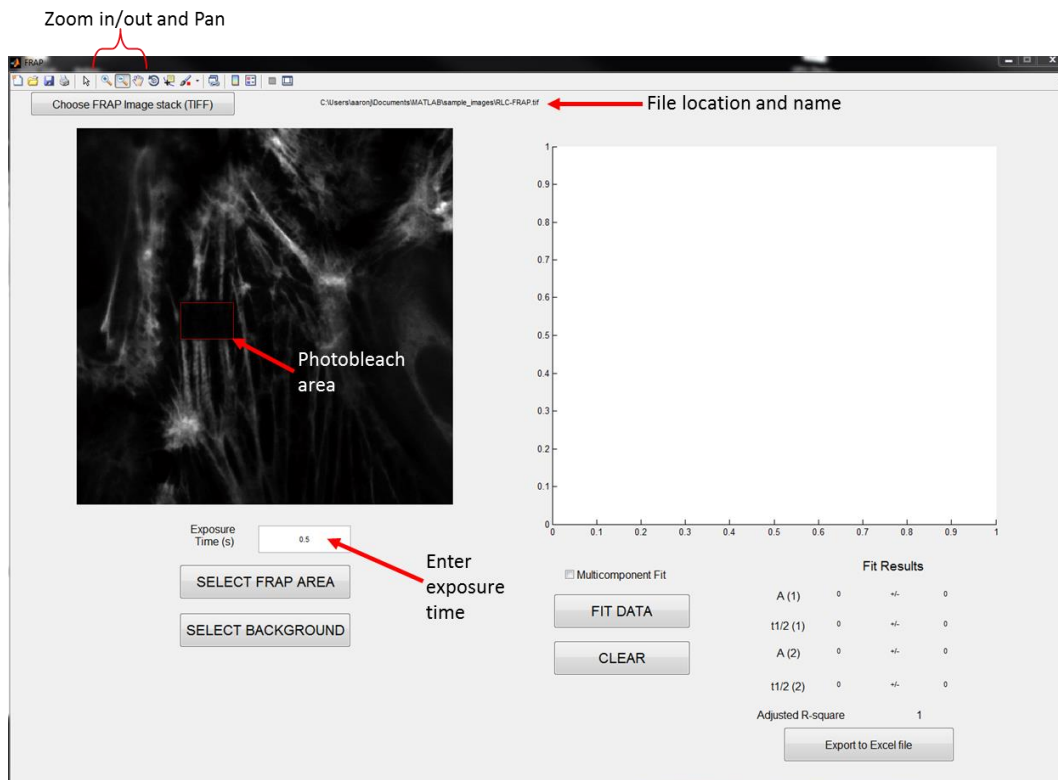 Zoom in/out and Pan
FRAP
Choose FRAP Image stack (TIFF)
C:\Users\aaronj\Documents\MATLAB\sample_images\RLC-FRAP.tif
File location and name
Photobleach
area
1
0.9
0.8
0.7
0.6
0.5
0.4
0.3
0.2
0.1
0
0 0.1 0.2 0.3 0.4 0.5 0.6 0.7 0.8 0.9 1
Exposure
Time (s)
0.5
Enter
exposure
time
SELECT FRAP AREA
SELECT BACKGROUND
Multicomponent Fit
FIT DATA
CLEAR
Fit Results
A (1) 0 +/- 0
t1/2 (1) 0 +/- 0
A (2) 0 +/- 0
t1/2 (2) 0 +/- 0
Adjusted R-square 1
Export to Excel file